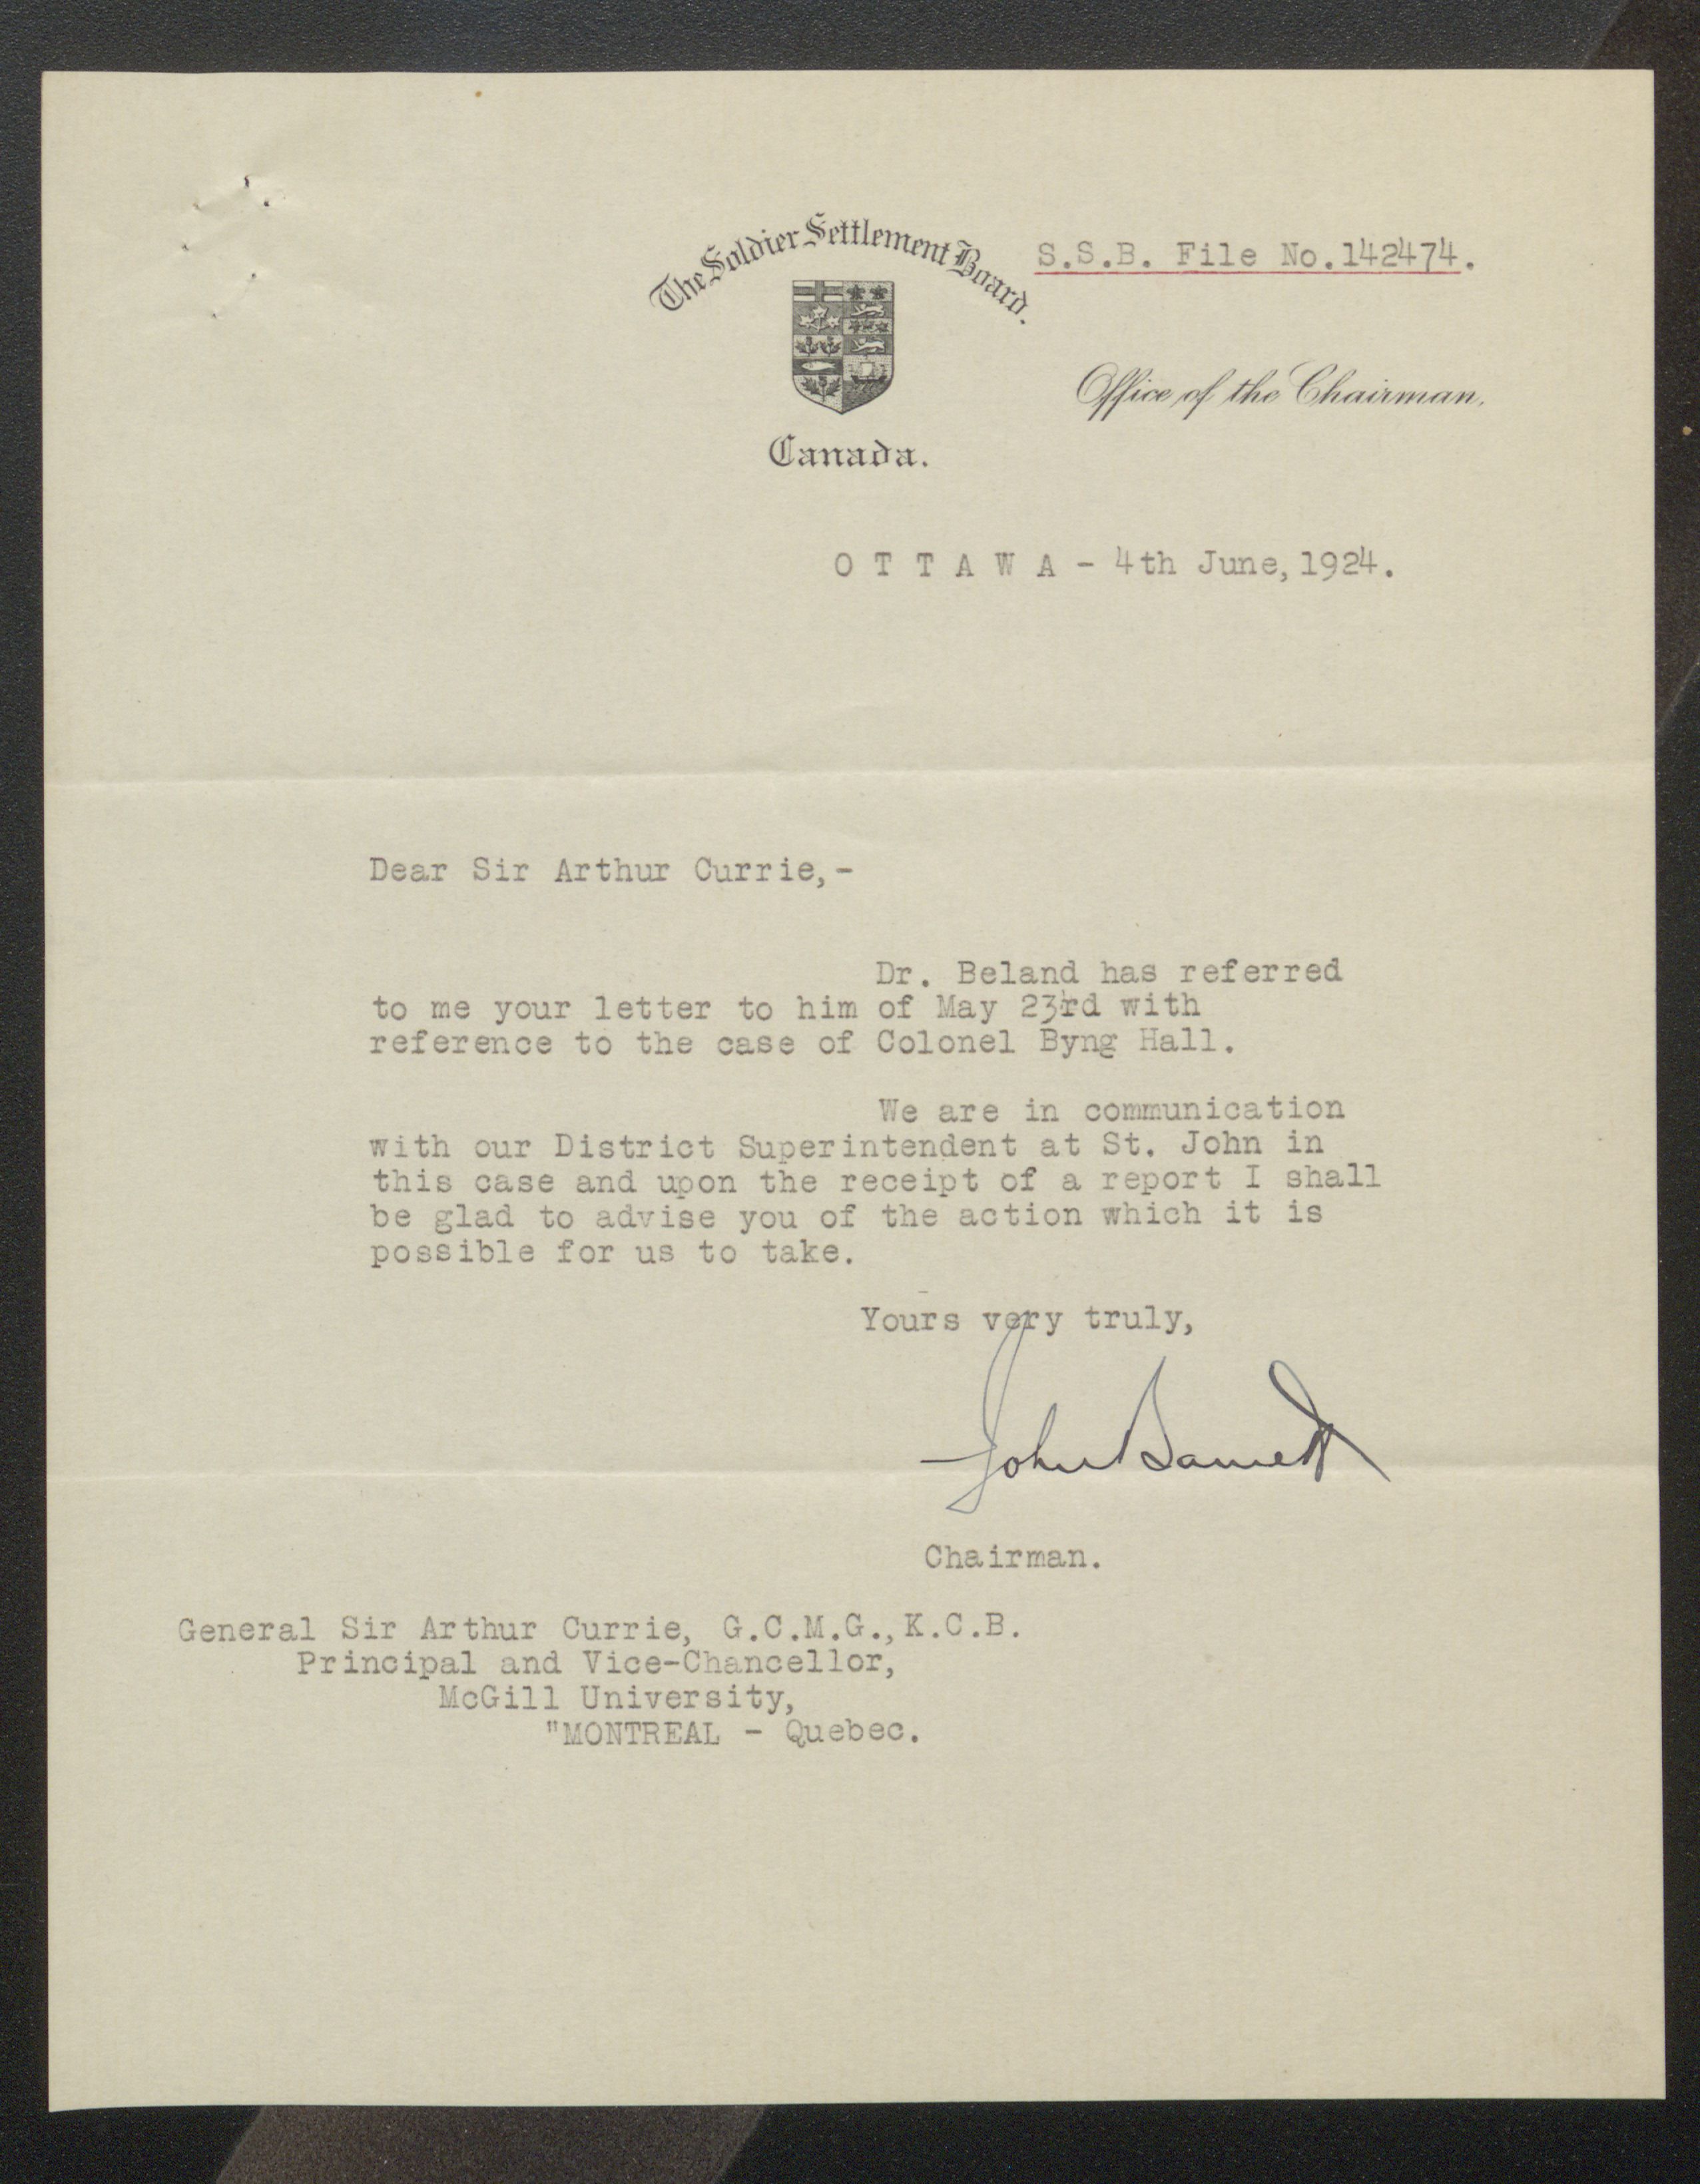 The Soldier Settlement Board.
S.S.B. File No.142474.
Office of the Chairman.
Canada.
O T T A W A - 4th June, 1924.
Dear Sir Arthur Currie,-
Dr. Beland has referred
to me your letter to him of May 23rd with
reference to the case of Colonel Byng Hall.
We are in communication
with our District Superintendent at St. John in
this case and upon the receipt of a report I shall
be glad to advise you of the action which it is
possible for us to take.
Yours very truly,
John Barnett
Chairman.
General Sir Arthur Currie, G.C.M.G.,K.C.B.
Principal and Vice-Chancellor,
McGill University,
"MONTREAL - Quebec.